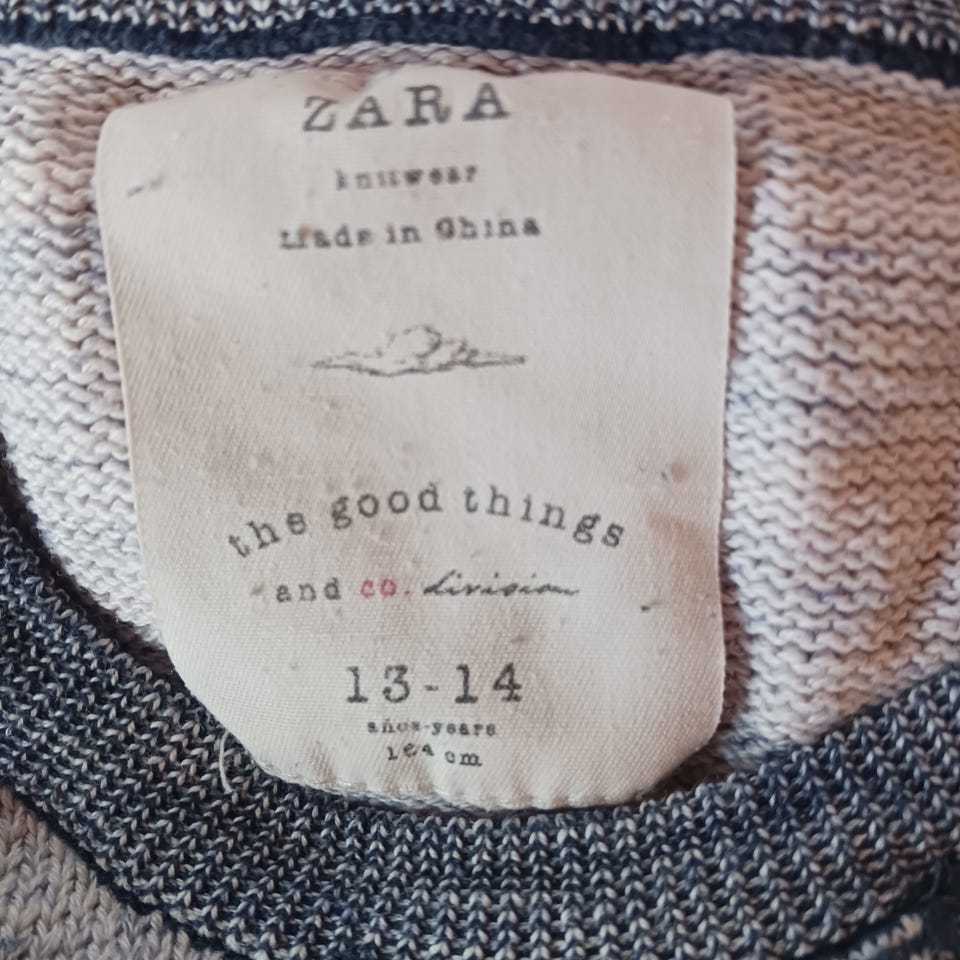 ZARA
knitwear
Made in China
the good things
and co. division
13-14
años-years
164 cm